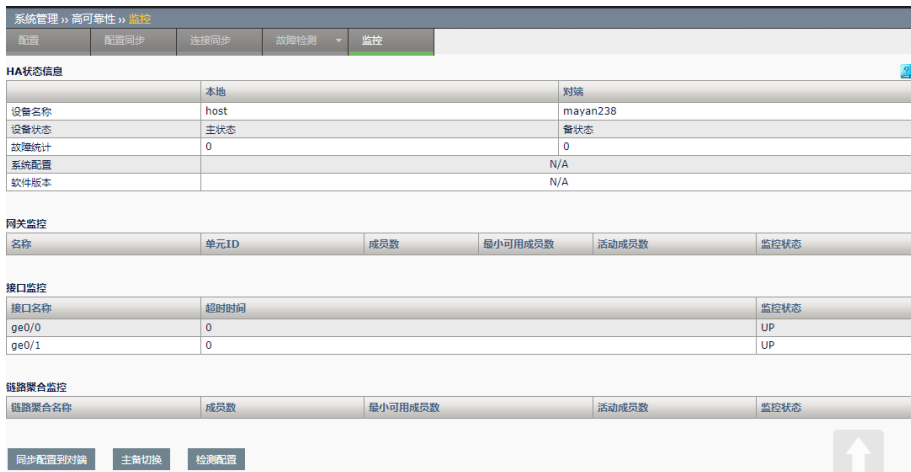 系统管理 » 高可靠性 » 监控
配置 配置同步 连接同步 故障检测 监控
HA状态信息
本地 对端
设备名称 host mayan238
设备状态 主状态 备状态
故障统计 0 0
系统配置 N/A
软件版本 N/A
网关监控
名称 单元ID 成员数 最小可用成员数 活动成员数 监控状态
接口监控
接口名称 超时时间 监控状态
ge0/0 0 UP
ge0/1 0 UP
链路聚合监控
链路聚合名称 成员数 最小可用成员数 活动成员数 监控状态
同步配置到对端 主备切换 检测配置